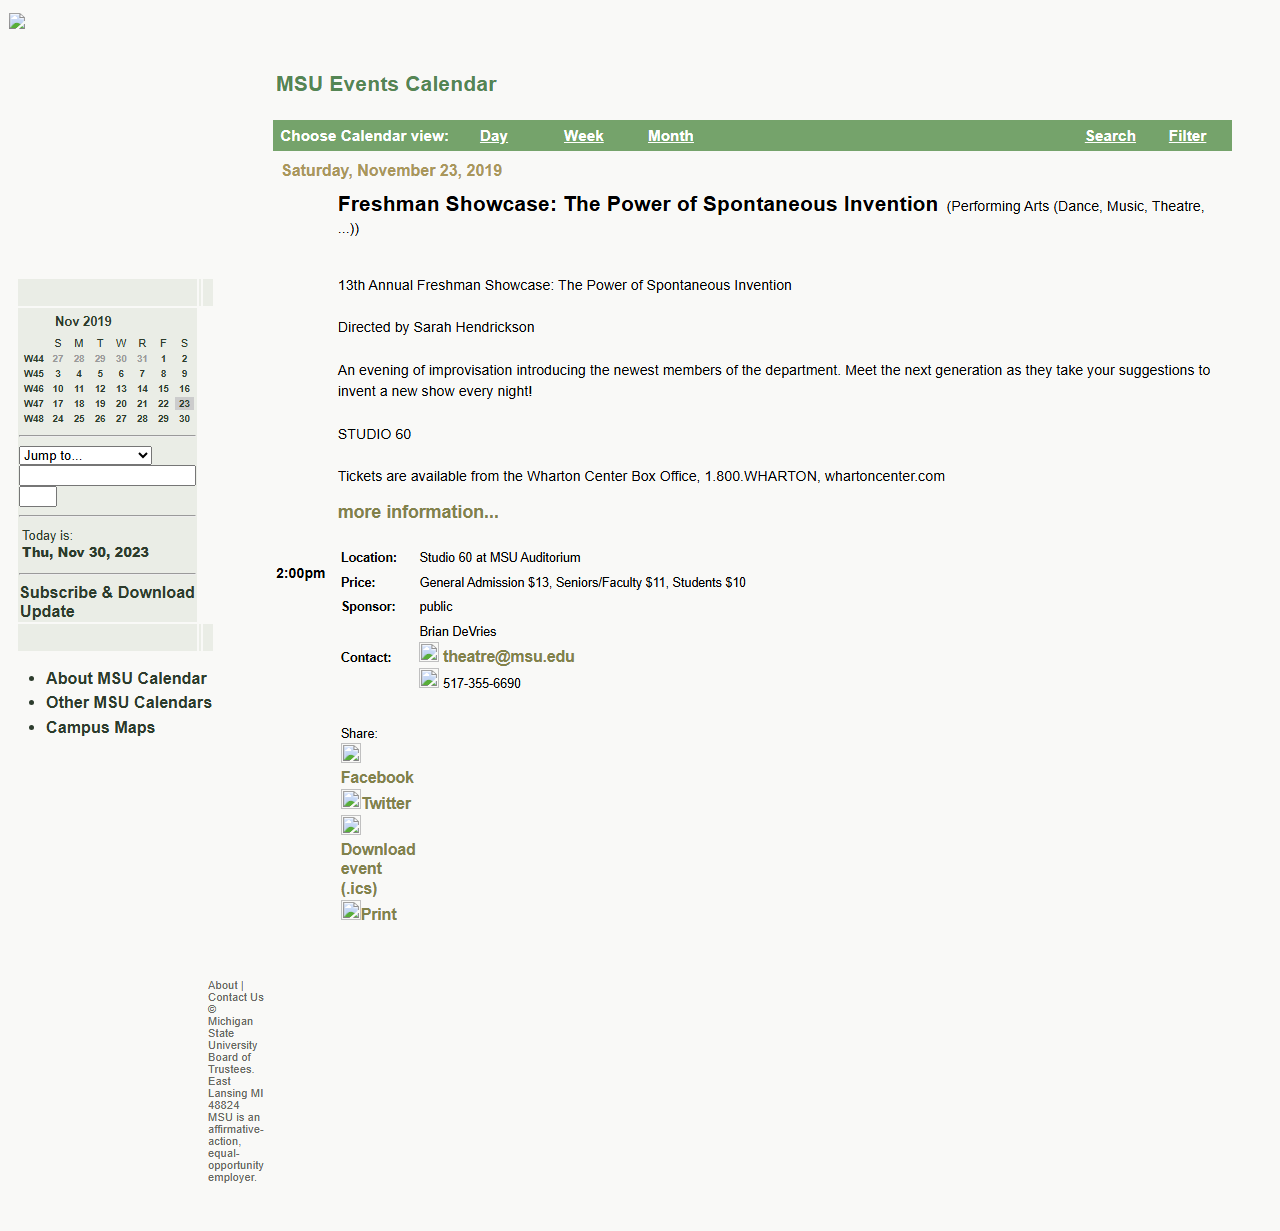 MSU Events Calendar
Choose Calendar view: Day Week Month Search Filter
Saturday, November 23, 2019
Freshman Showcase: The Power of Spontaneous Invention (Performing Arts (Dance, Music, Theatre,
...))
13th Annual Freshman Showcase: The Power of Spontaneous Invention
Directed by Sarah Hendrickson
An evening of improvisation introducing the newest members of the department. Meet the next generation as they take your suggestions to
invent a new show every night!
STUDIO 60
Tickets are available from the Wharton Center Box Office, 1.800.WHARTON, whartoncenter.com
more information...
2:00pm
Location: Studio 60 at MSU Auditorium
Price: General Admission $13, Seniors/Faculty $11, Students $10
Sponsor: public
Brian DeVries
Contact: theatre@msu.edu
517-355-6690
Share:
Facebook
Twitter
Download
event
(.ics)
Print
Nov 2019
S M T W R F S
W44 27 28 29 30 31 1 2
W45 3 4 5 6 7 8 9
W46 10 11 12 13 14 15 16
W47 17 18 19 20 21 22 23
W48 24 25 26 27 28 29 30
Jump to...
Today is:
Thu, Nov 30, 2023
Subscribe & Download
Update
• About MSU Calendar
• Other MSU Calendars
• Campus Maps
About |
Contact Us
©
Michigan
State
University
Board of
Trustees.
East
Lansing MI
48824
MSU is an
affirmative-
action,
equal-
opportunity
employer.